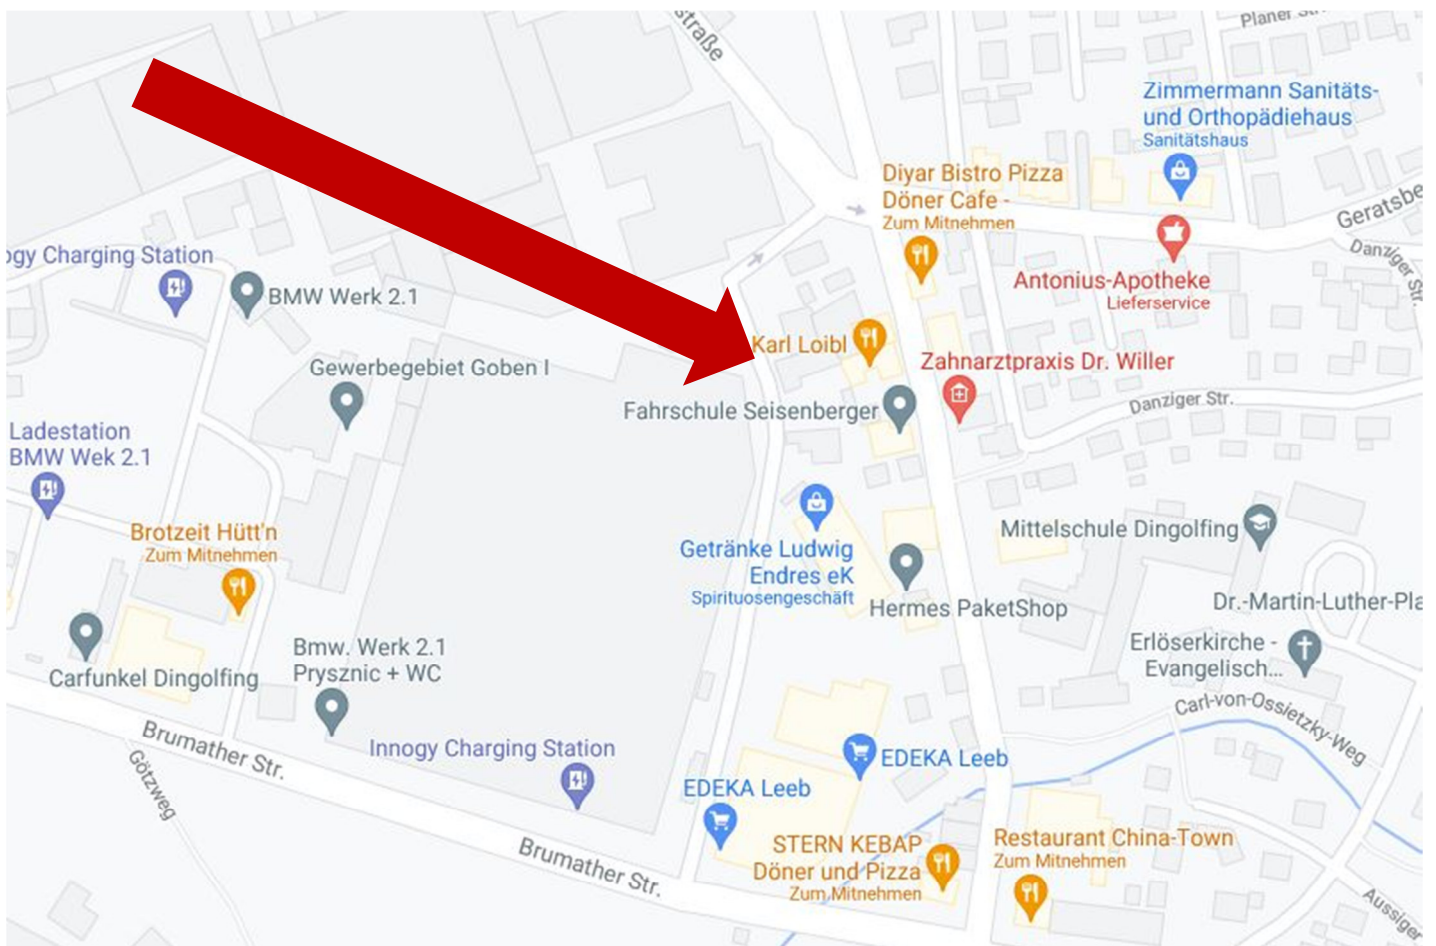 straße
Zimmermann Sanitäts-
und Orthopädiehaus
Sanitätshaus
Diyar Bistro Pizza
Döner Cafe -
Zum Mitnehmen
Geratsbe
Danziger Str.
Antonius-Apotheke
Lieferservice
ogy Charging Station
BMW Werk 2.1
Karl Loibl
Gewerbegebiet Goben I
Zahnarztpraxis Dr. Willer
Fahrschule Seisenberger
Danziger Str.
Ladestation
BMW Wek 2.1
Brotzeit Hütt'n
Zum Mitnehmen
Mittelschule Dingolfing
Getränke Ludwig
Endres eK
Spirituosengeschäft
Hermes PaketShop
Dr.-Martin-Luther-Pla
Erlöserkirche -
Evangelisch...
Bmw. Werk 2.1
Prysznic + WC
Carfunkel Dingolfing
Carl-von-Ossietzky-Weg
Brumather Str.
Götzweg
Innogy Charging Station
EDEKA Leeb
EDEKA Leeb
STERN KEBAP
Döner und Pizza
Zum Mitnehmen
Restaurant China-Town
Zum Mitnehmen
Brumather Str.
Aussiger